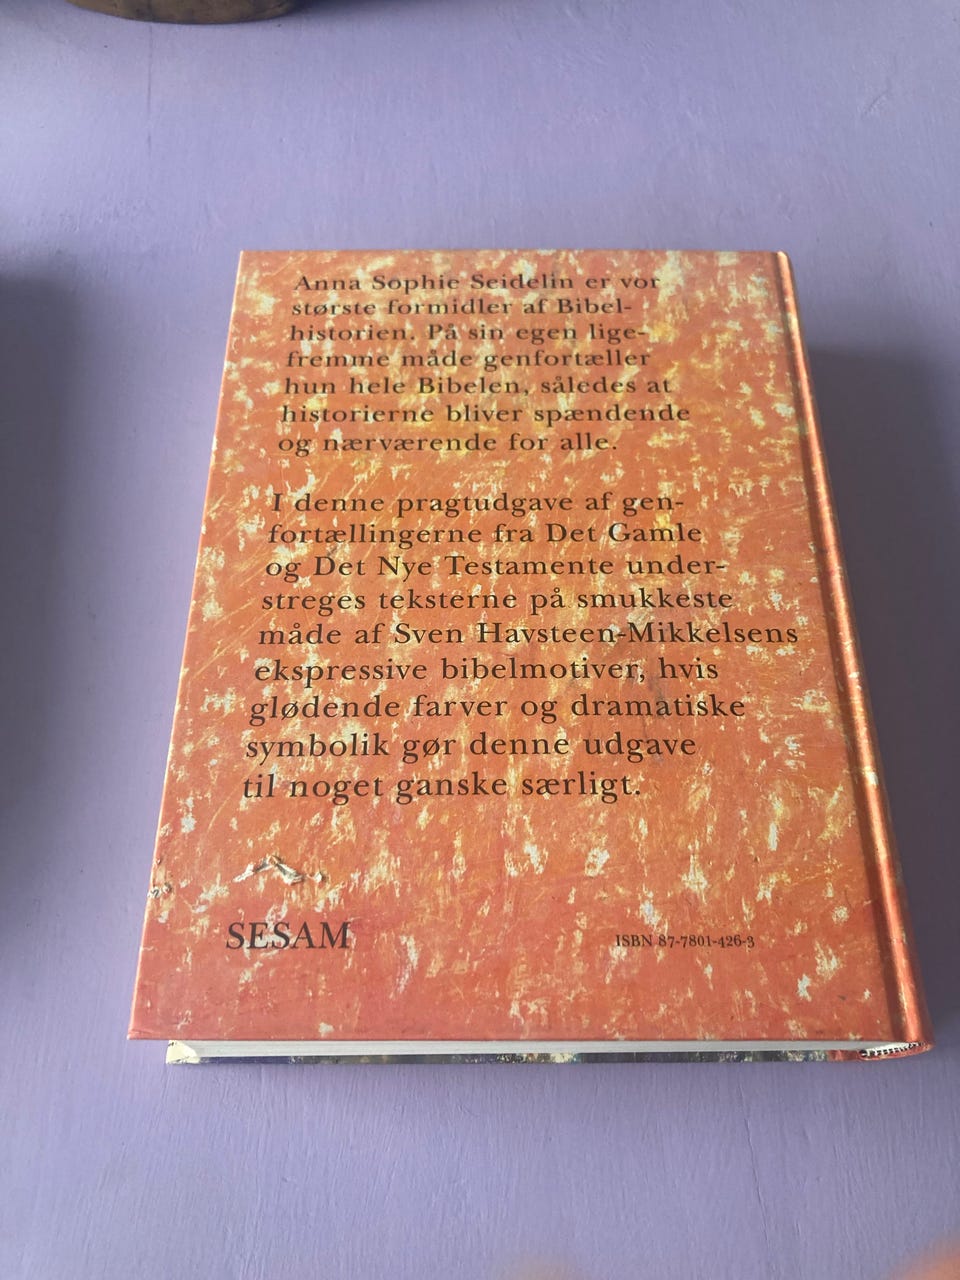 Anna Sophie Seidelin er vor
største formidler af Bibel-
historien. På sin egen lige-
fremme måde genfortæller
hun hele Bibelen, således at
historierne bliver spændende
og nærværende for alle.
I denne pragtudgave af gen-
fortællingerne fra Det Gamle
og Det Nye Testamente under-
streges teksterne på smukkeste
måde af Sven Havsteen-Mikkelsens
ekspressive bibelmotiver, hvis
glødende farver og dramatiske
symbolik gør denne udgave
til noget ganske særligt.
SESAM
ISBN 87-7801-426-3